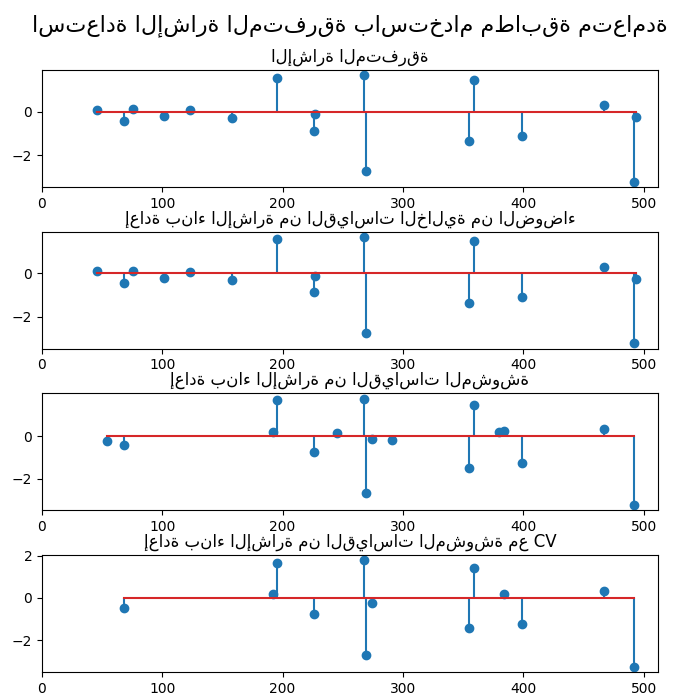 استعادة الإشارة المتفرقة باستخدام مطابقة متعامدة
الإشارة المتفرقة
0
−2
0 100 200 300 400 500
إعادة بناء الإشارة من القياسات الخالية من الضوضاء
0
−2
0 100 200 300 400 500
إعادة بناء الإشارة من القياسات المشوشة
0
−2
0 100 200 300 400 500
إعادة بناء الإشارة من القياسات المشوشة مع CV
2
0
−2
0 100 200 300 400 500